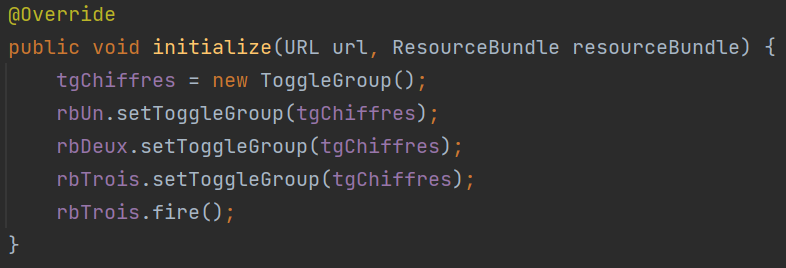 @Override
public void initialize(URL url, ResourceBundle resourceBundle) {
    tgChiffres = new ToggleGroup();
    rbUn.setToggleGroup(tgChiffres);
    rbDeux.setToggleGroup(tgChiffres);
    rbTrois.setToggleGroup(tgChiffres);
    rbTrois.fire();
}